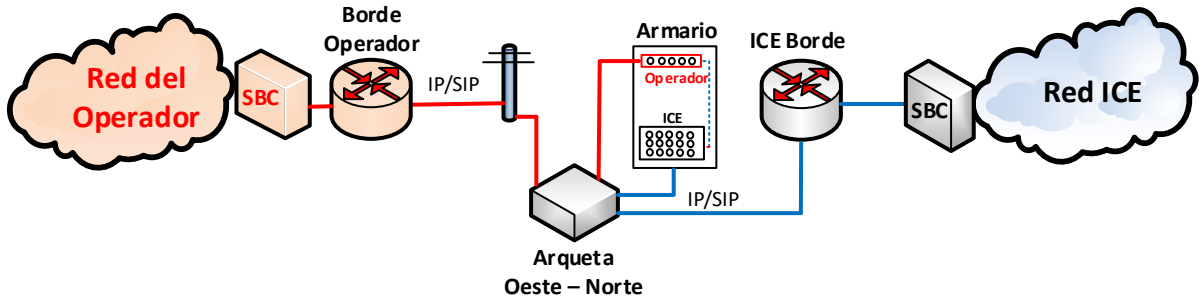 Red del
Operador
SBC
Borde
Operador
IP/SIP
Armario
Operador
ICE
ICE Borde
SBC
Red ICE
IP/SIP
Arqueta
Oeste – Norte